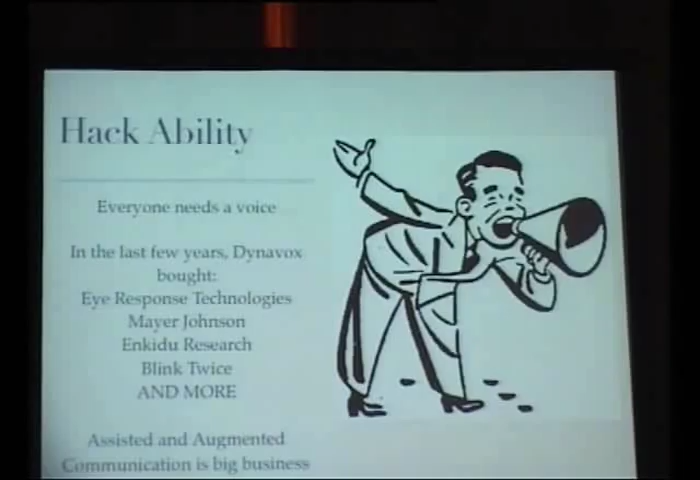 Hack Ability
Everyone needs a voice
In the last few years, Dynavox
bought:
Eye Response Technologies
Mayer Johnson
Enkidu Research
Blink Twice
AND MORE
Assisted and Augmented
Communication is big business